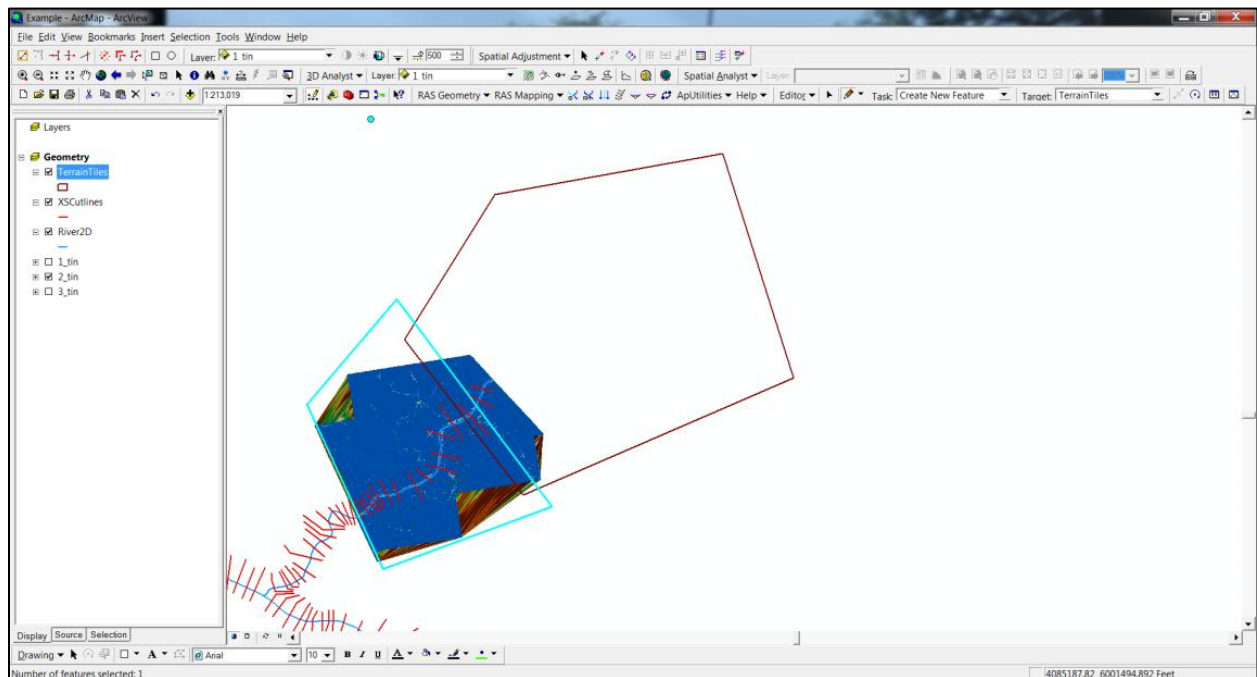 Example - ArcMap - ArcView
File Edit View Bookmarks Insert Selection Tools Window Help
Layer: 1 tin 500 Spatial Adjustment
3D Analyst Layer: 1 tin Spatial Analyst Layer: 100%
1:213,019 RAS Geometry RAS Mapping ApUtilities Help Editor Task: Create New Feature Target: TerrainTiles
Layers
Geometry
TerrainTiles
XSCutlines
River2D
1_tin
2_tin
3_tin
Display Source Selection
Drawing A Arial 10 B I U A
Number of features selected: 1 4085187.82 6001494.892 Feet